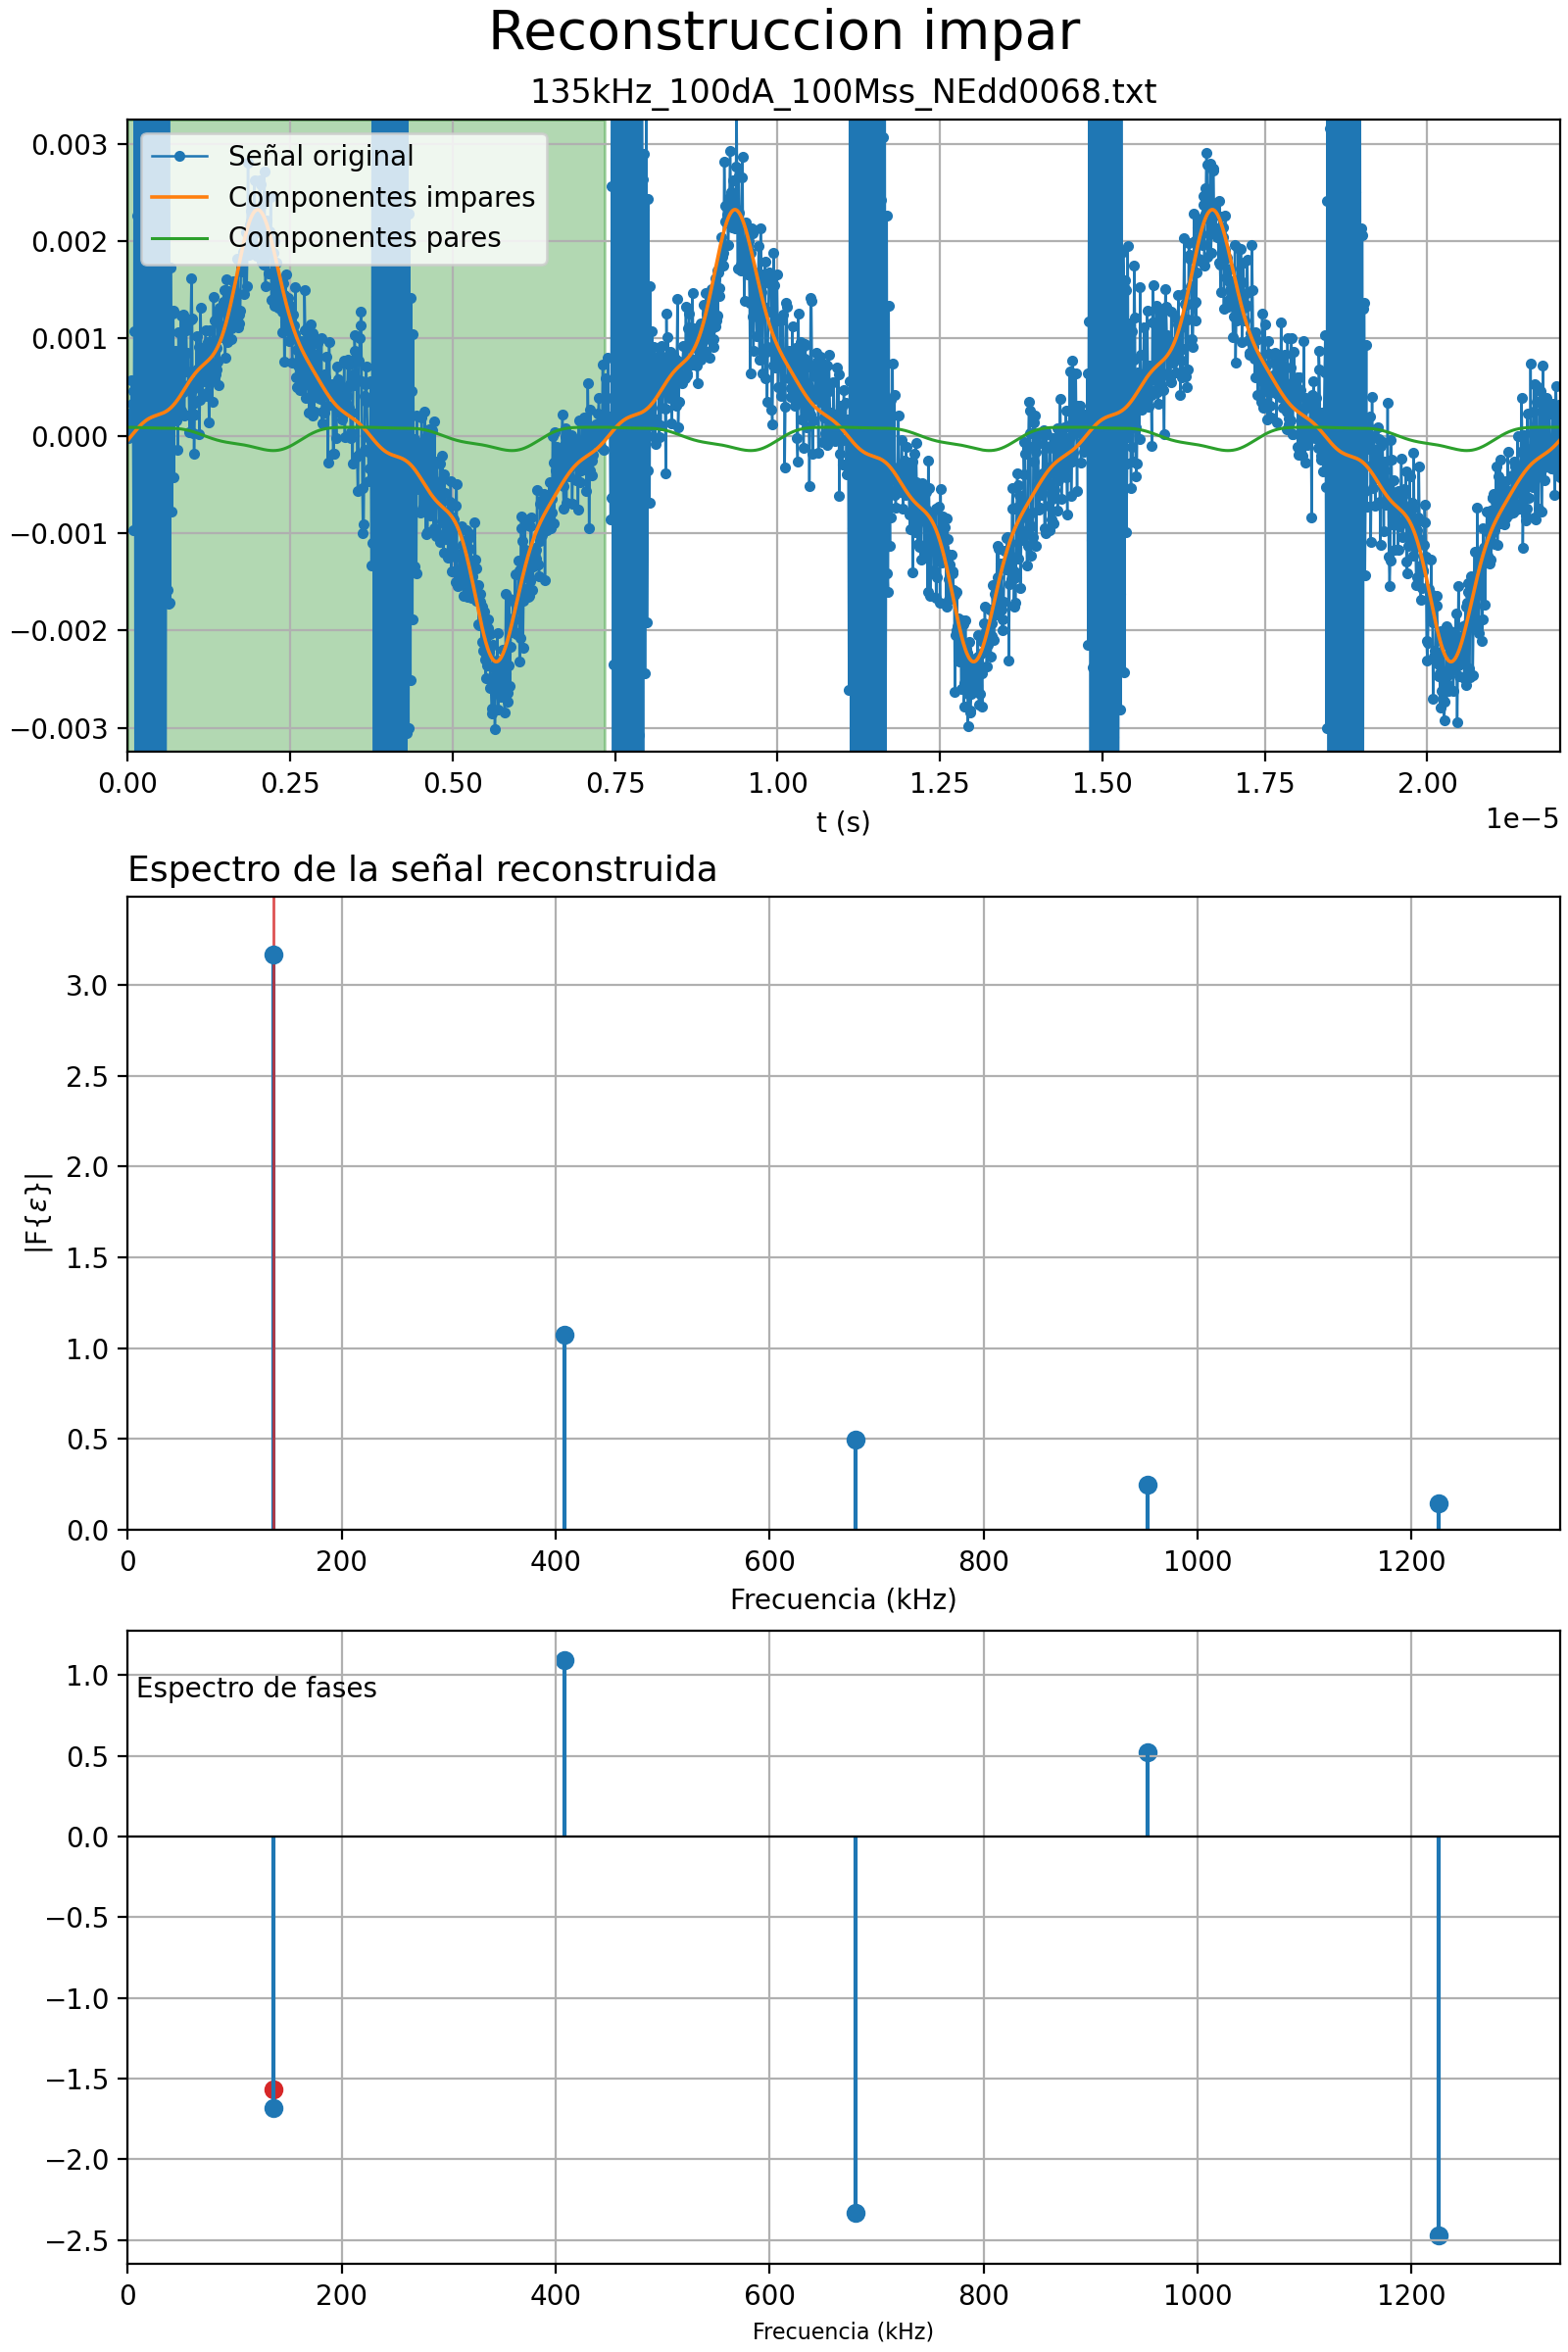 Reconstruccion impar
135kHz_100dA_100Mss_NEdd0068.txt
Señal original
Componentes impares
Componentes pares
0.003
0.002
0.001
0.000
−0.001
−0.002
−0.003
0.00 0.25 0.50 0.75 1.00 1.25 1.50 1.75 2.00
1e−5
t (s)
Espectro de la señal reconstruida
|F{ε}|
3.0
2.5
2.0
1.5
1.0
0.5
0.0
0 200 400 600 800 1000 1200
Frecuencia (kHz)
Espectro de fases
1.0
0.5
0.0
−0.5
−1.0
−1.5
−2.0
−2.5
0 200 400 600 800 1000 1200
Frecuencia (kHz)